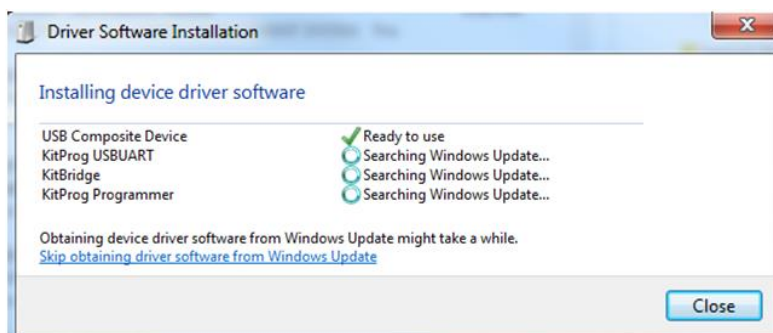 Driver Software Installation
Installing device driver software
USB Composite Device Ready to use
KitProg USBUART Searching Windows Update...
KitBridge Searching Windows Update...
KitProg Programmer Searching Windows Update...
Obtaining device driver software from Windows Update might take a while.
Skip obtaining driver software from Windows Update
Close